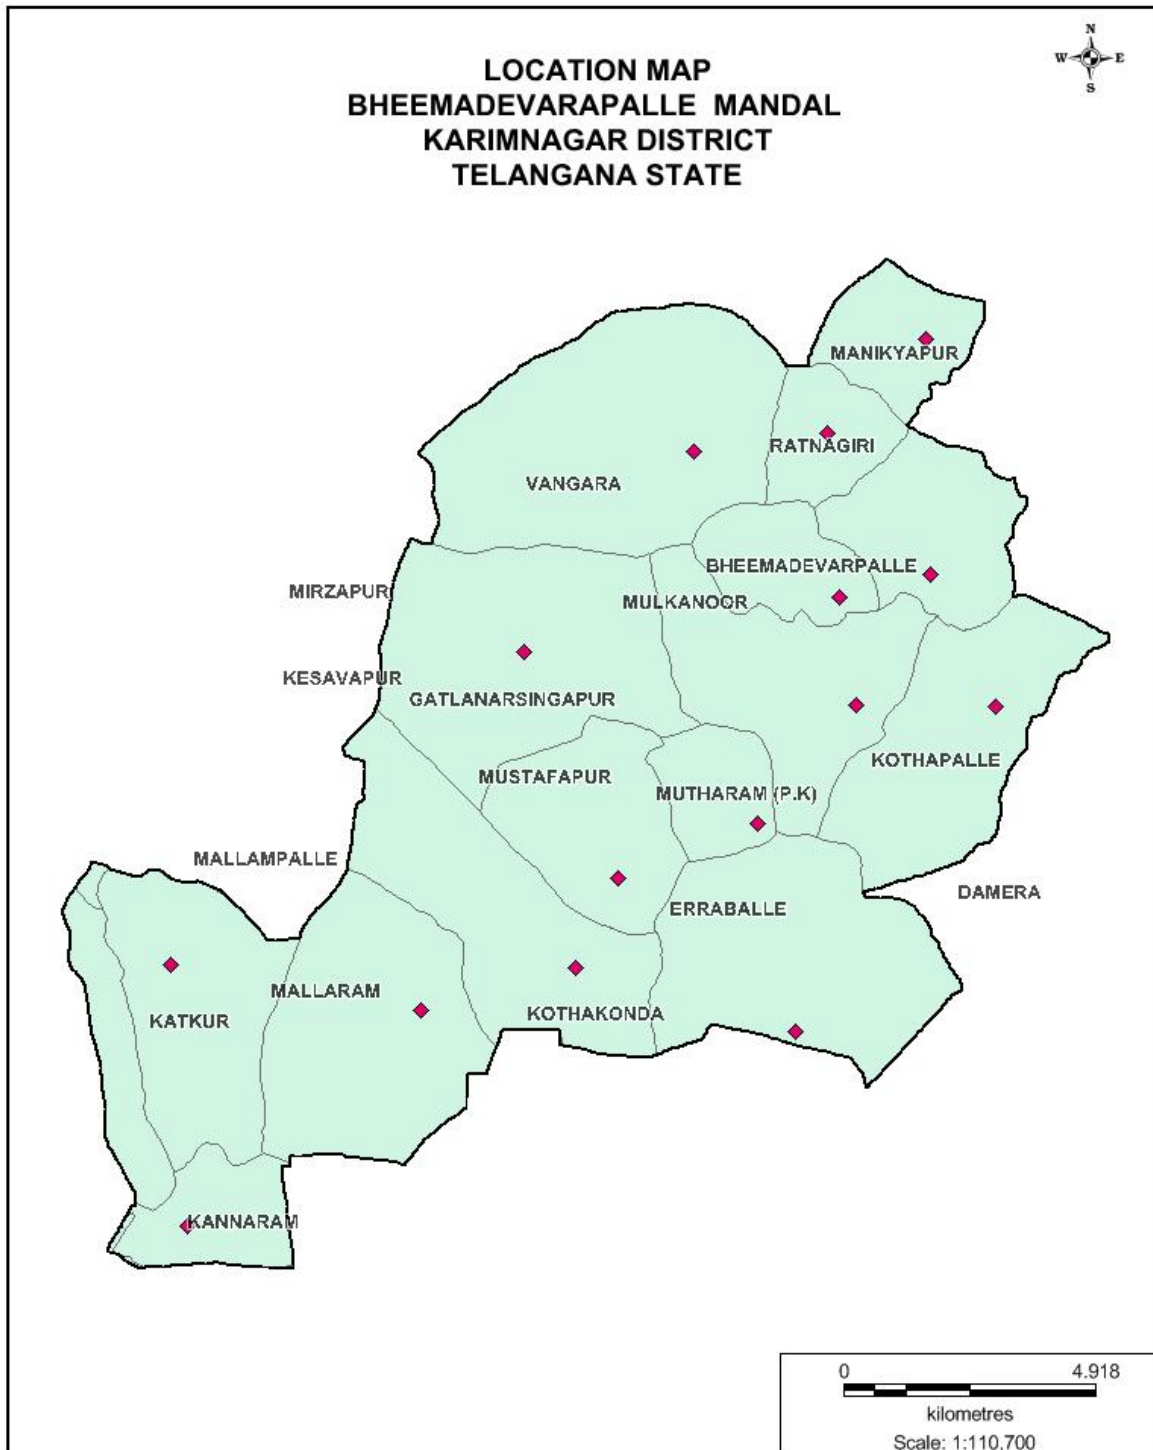 N
W E
S
LOCATION MAP
BHEEMADEVARAPALLE MANDAL
KARIMNAGAR DISTRICT
TELANGANA STATE
MANIKYAPUR
RATNAGIRI
VANGARA
BHEEMADEVARPALLE
MIRZAPUR
MULKANOOR
KESAVAPUR
GATLANARSINGAPUR
KOTHAPALLE
MUSTAFAPUR
MUTHARAM (P.K)
MALLAMPALLE
DAMERA
ERRABALLE
MALLARAM
KOTHAKONDA
KATKUR
KANNARAM
0 4.918
kilometres
Scale: 1:110,700